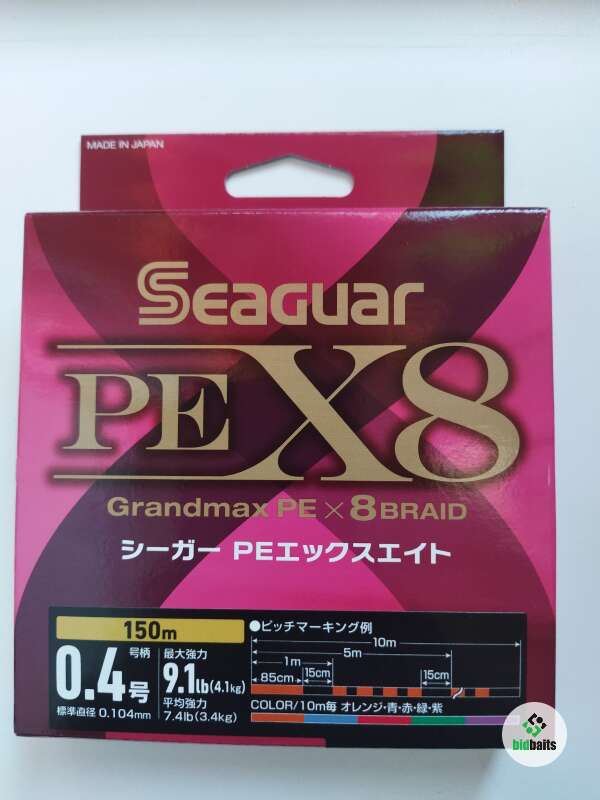 MADE IN JAPAN
Seaguar
PEX8
Grandmax PE×8BRAID
シーガー PEエックスエイト
150m
号柄
0.4号
標準直径 0.104mm
最大強力
9.1lb(4.1kg)
平均強力
7.4lb(3.4kg)
●ピッチマーキング例
10m
5m
1m
85cm
15cm
15cm
COLOR/10m毎 オレンジ・青・赤・緑・紫
bidbaits